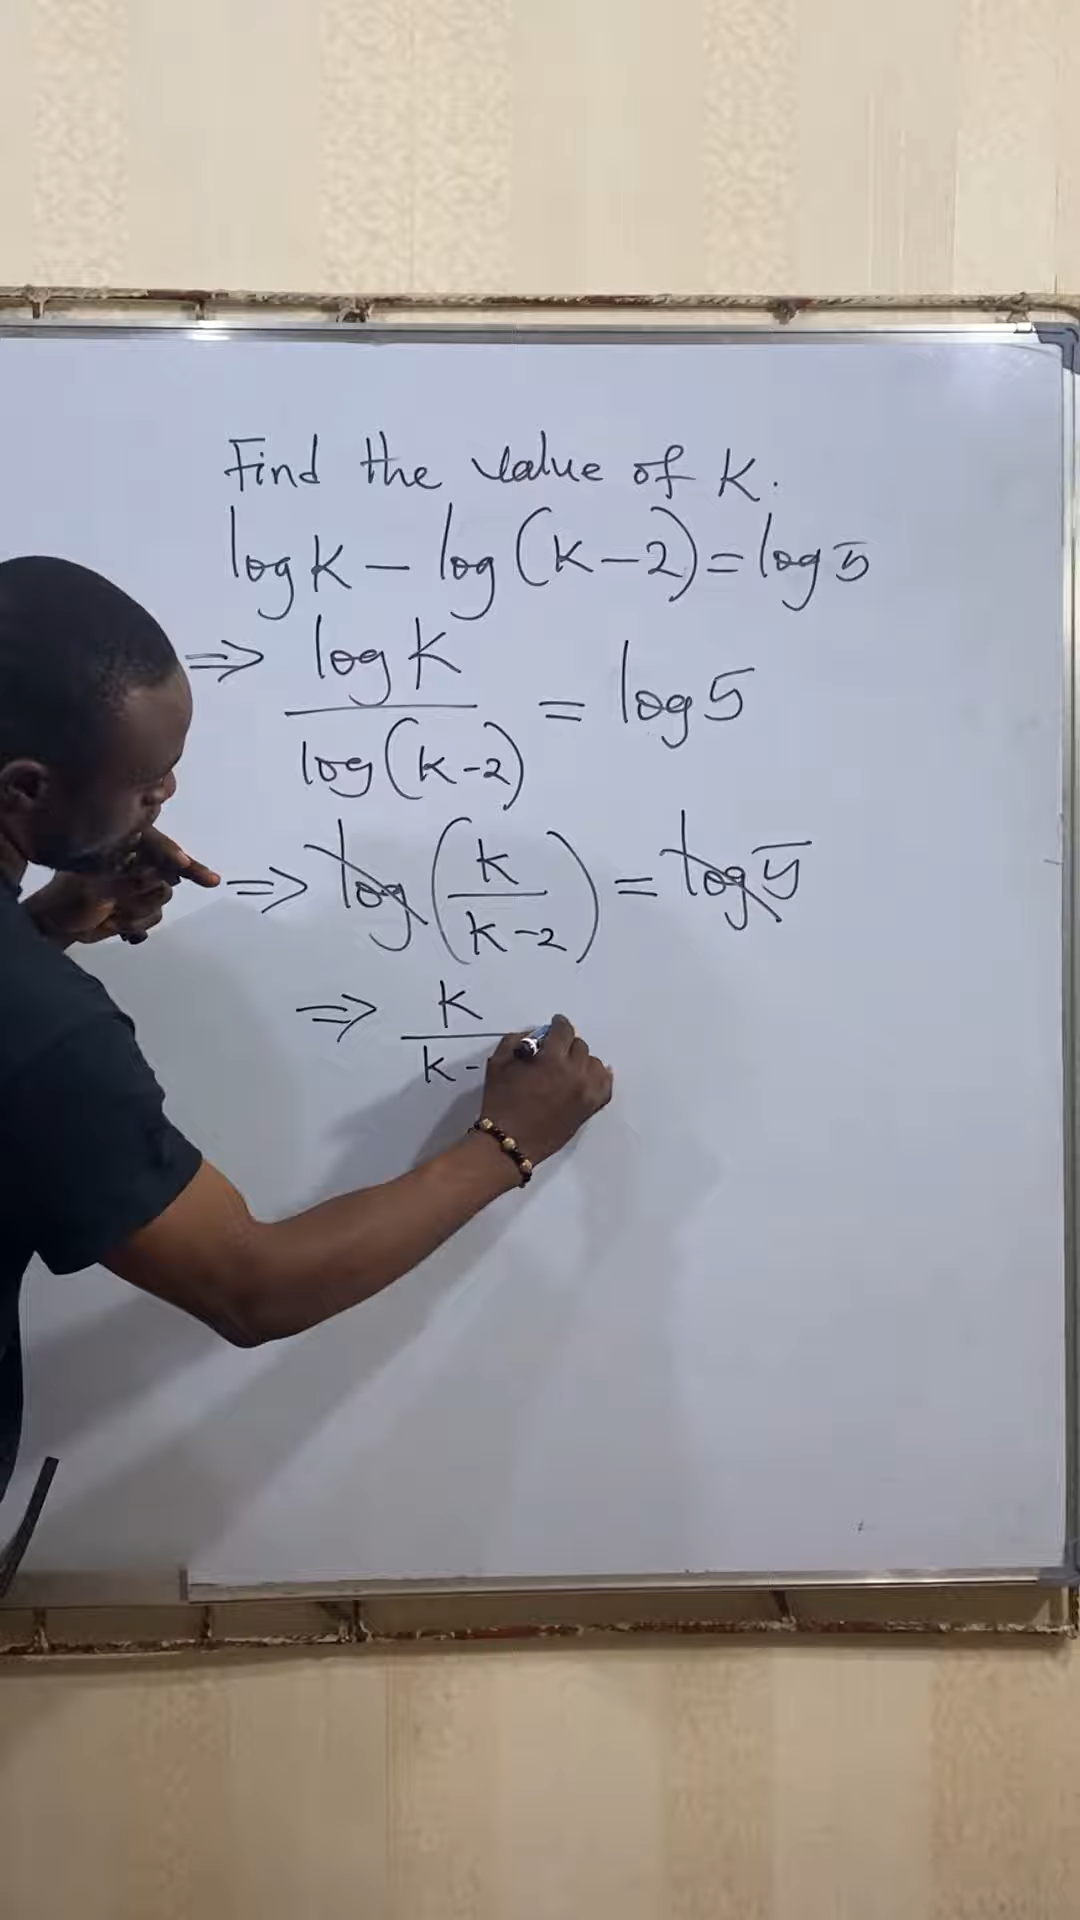 Find the value of K.
log K - log (K-2) = log 5
⇒ log K / log (K-2) = log 5
⇒ log (K / K-2) = log 5
⇒ K / K-